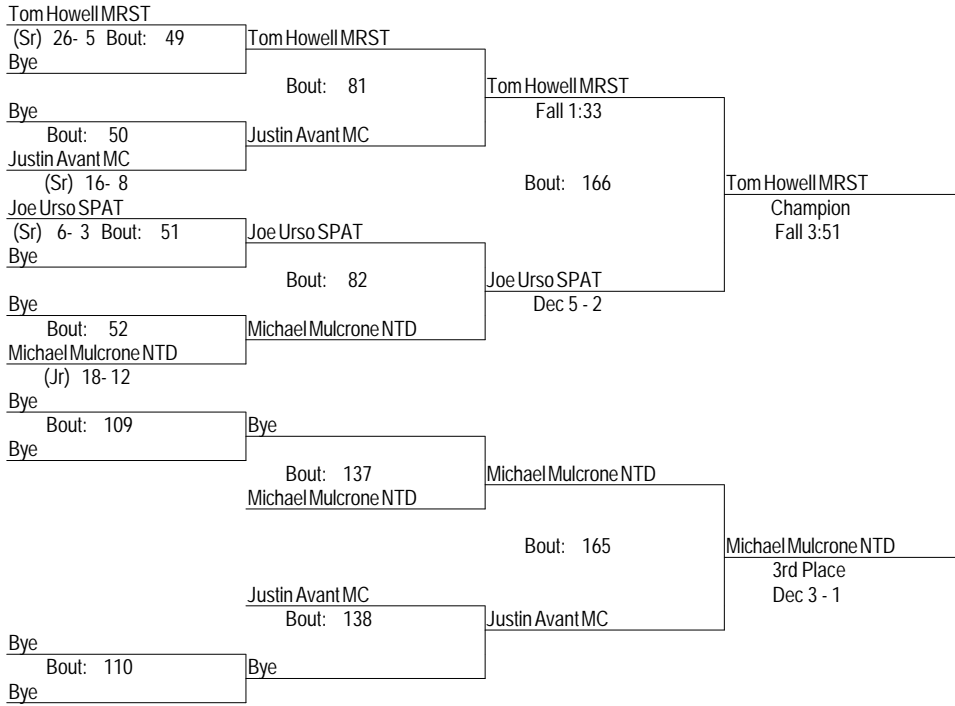 Tom Howell MRST
(Sr) 26- 5 Bout: 49
Tom Howell MRST
Bye
Bout: 81
Tom Howell MRST
Bye
Fall 1:33
Bout: 50
Justin Avant MC
Justin Avant MC
(Sr) 16- 8
Bout: 166
Tom Howell MRST
Joe Urso SPAT
Champion
(Sr) 6- 3 Bout: 51
Joe Urso SPAT
Fall 3:51
Bye
Bout: 82
Joe Urso SPAT
Bye
Dec 5 - 2
Bout: 52
Michael Mulcrone NTD
Michael Mulcrone NTD
(Jr) 18- 12
Bye
Bout: 109
Bye
Bye
Bout: 137
Michael Mulcrone NTD
Michael Mulcrone NTD
Bout: 165
Michael Mulcrone NTD
3rd Place
Justin Avant MC
Dec 3 - 1
Bout: 138
Justin Avant MC
Bye
Bout: 110
Bye
Bye